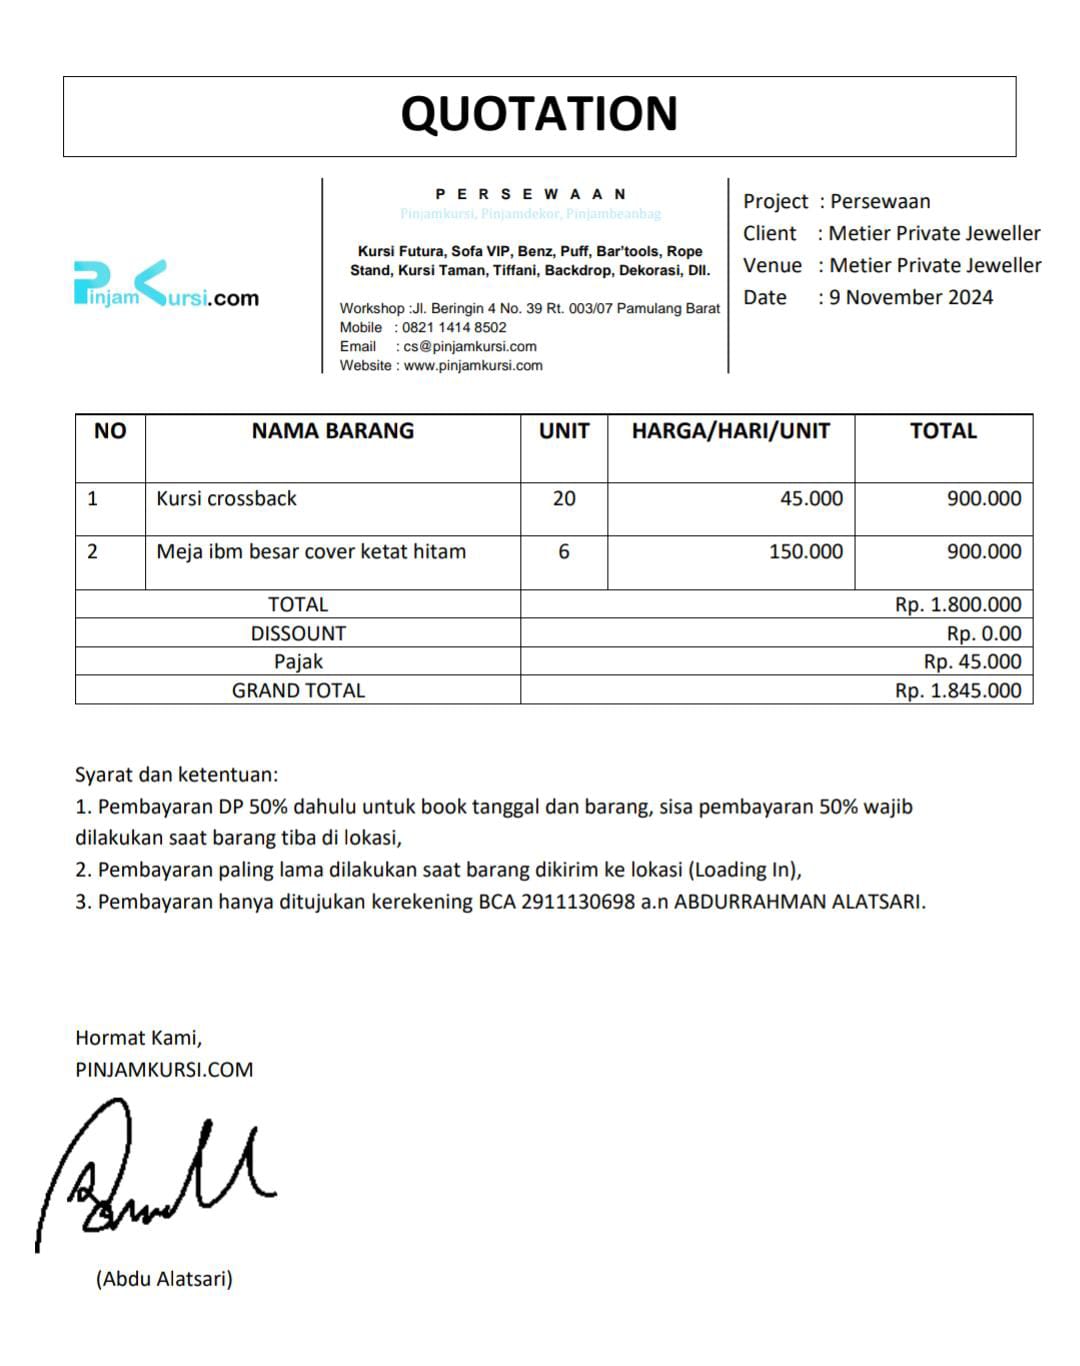 QUOTATION
PinjamKursi.com
PERSEWAAN
Pinjamkursi, Pinjamdekor, Pinjambeanbag
Kursi Futura, Sofa VIP, Benz, Puff, Bar'tools, Rope
Stand, Kursi Taman, Tiffani, Backdrop, Dekorasi, Dll.
Workshop :Jl. Beringin 4 No. 39 Rt. 003/07 Pamulang Barat
Mobile : 0821 1414 8502
Email : cs@pinjamkursi.com
Website : www.pinjamkursi.com
Project : Persewaan
Client : Metier Private Jeweller
Venue : Metier Private Jeweller
Date : 9 November 2024
NO NAMA BARANG UNIT HARGA/HARI/UNIT TOTAL
1 Kursi crossback 20 45.000 900.000
2 Meja ibm besar cover ketat hitam 6 150.000 900.000
TOTAL Rp. 1.800.000
DISSOUNT Rp. 0.00
Pajak Rp. 45.000
GRAND TOTAL Rp. 1.845.000
Syarat dan ketentuan:
1. Pembayaran DP 50% dahulu untuk book tanggal dan barang, sisa pembayaran 50% wajib
dilakukan saat barang tiba di lokasi,
2. Pembayaran paling lama dilakukan saat barang dikirim ke lokasi (Loading In),
3. Pembayaran hanya ditujukan kerekening BCA 2911130698 a.n ABDURRAHMAN ALATSARI.
Hormat Kami,
PINJAMKURSI.COM
(Abdu Alatsari)